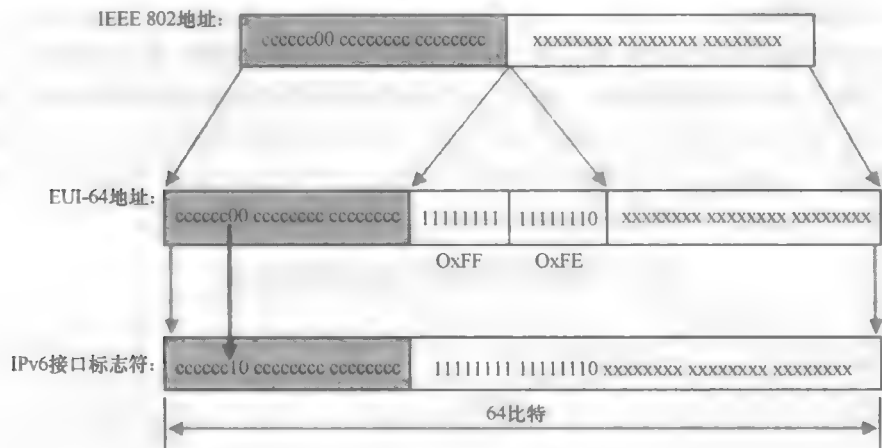 IEEE 802地址: cccccc00 cccccccc cccccccc xxxxxxxx xxxxxxxx xxxxxxxx
EUI-64地址: cccccc00 cccccccc cccccccc 11111111 11111110 xxxxxxxx xxxxxxxx xxxxxxxx
OxFF OxFE
IPv6接口标志符: cccccc10 cccccccc cccccccc 11111111 11111110 xxxxxxxx xxxxxxxx xxxxxxxx
64比特